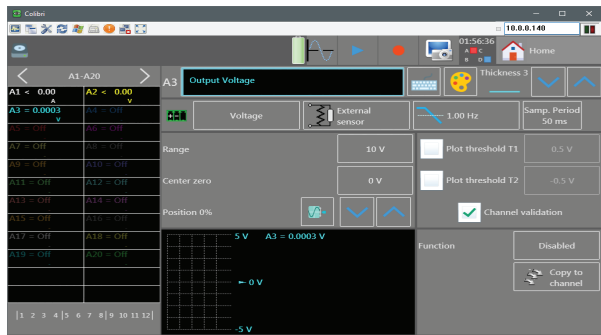 Colibri
10.0.0.140
01:56:36
A C
B D
Home
A1-A20
A1 < 0.00
A
A2 < 0.00
V
A3 = 0.0003
V
A4 = Off
A5 = Off
A6 = Off
A7 = Off
A8 = Off
A9 = Off
A10 = Off
A11 = Off
A12 = Off
A13 = Off
A14 = Off
A15 = Off
A16 = Off
A17 = Off
A18 = Off
A19 = Off
A20 = Off
|1 2 3 4|5 6 7 8|9 10 11 12|
A3
Output Voltage
Thickness 3
Voltage
External
sensor
1.00 Hz
Samp. Period
50 ms
Range
10 V
Plot threshold T1
0.5 V
Center zero
0 V
Plot threshold T2
-0.5 V
Position 0%
Channel validation
5 V
A3 = 0.0003 V
0 V
-5 V
Function
Disabled
Copy to
channel